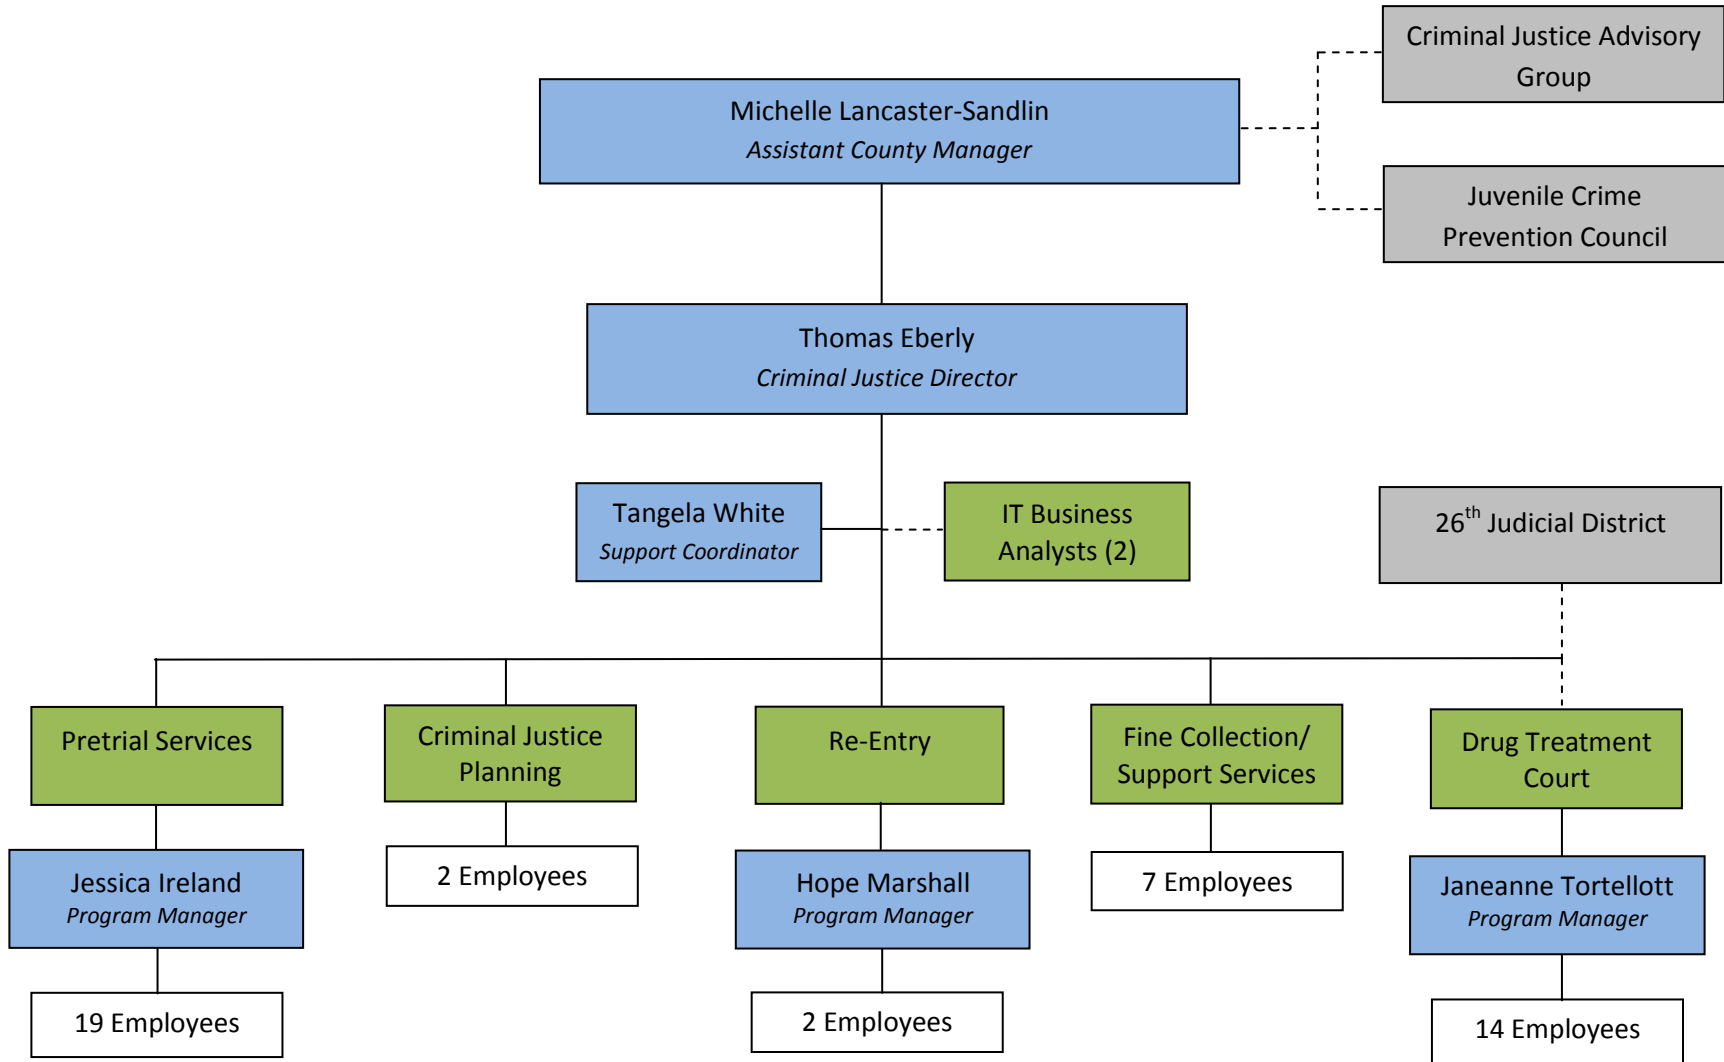 Criminal Justice Advisory
Group
Michelle Lancaster-Sandlin
Assistant County Manager
Juvenile Crime
Prevention Council
Thomas Eberly
Criminal Justice Director
Tangela White
Support Coordinator
IT Business
Analysts (2)
26th Judicial District
Pretrial Services
Criminal Justice
Planning
Re-Entry
Fine Collection/
Support Services
Drug Treatment
Court
Jessica Ireland
Program Manager
2 Employees
Hope Marshall
Program Manager
7 Employees
Janeanne Tortellott
Program Manager
19 Employees
2 Employees
14 Employees